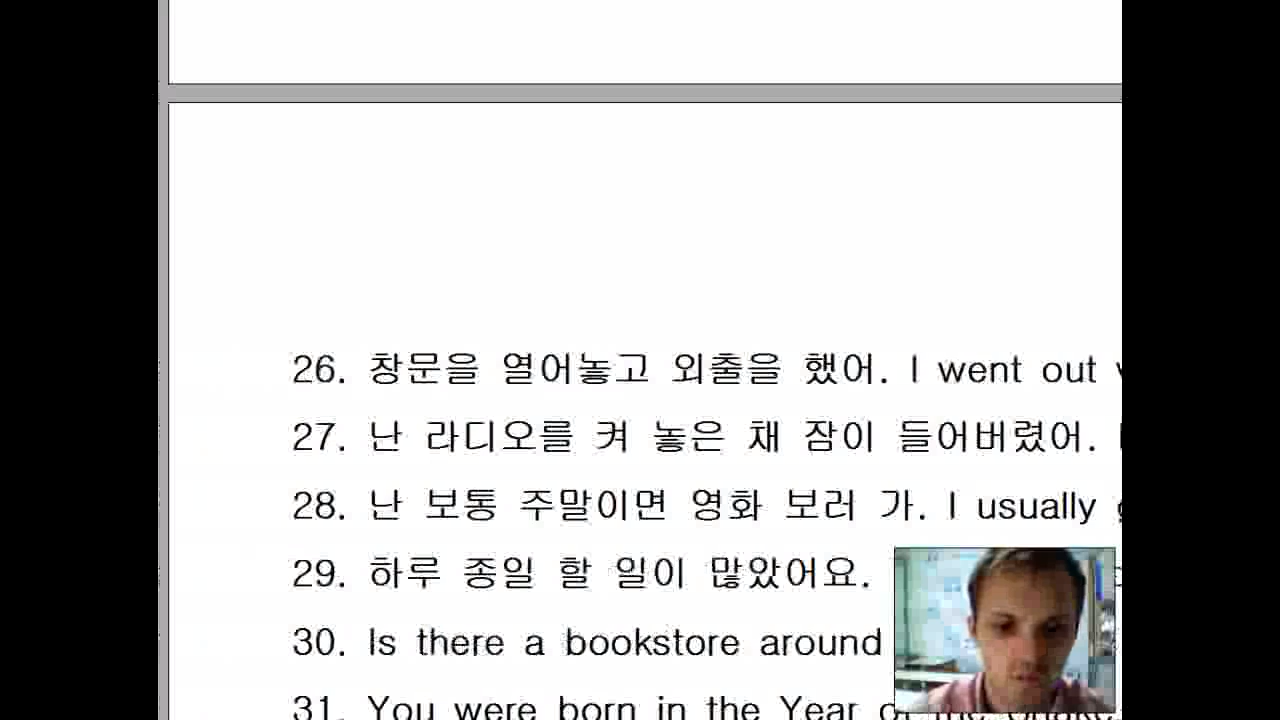 26. 창문을 열어놓고 외출을 했어. I went out
27. 난 라디오를 켜 놓은 채 잠이 들어버렸어.
28. 난 보통 주말이면 영화 보러 가. I usually
29. 하루 종일 할 일이 많았어요.
30. Is there a bookstore around
31. You were born in the Year